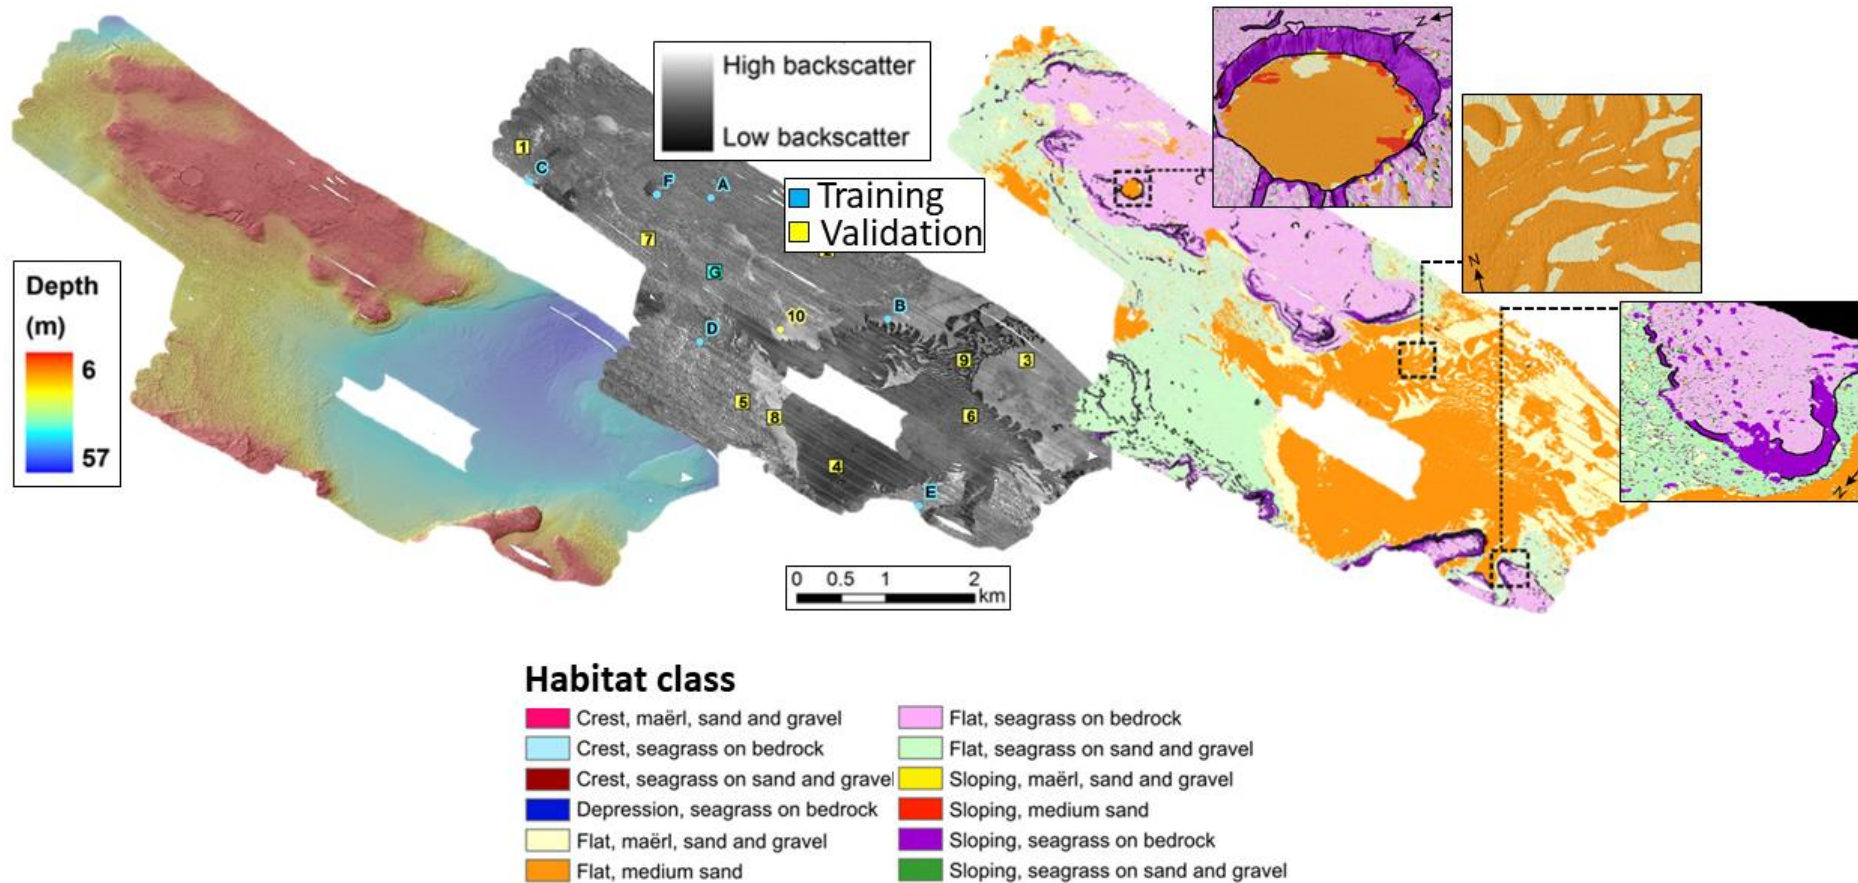 Depth
(m)
6
57
High backscatter
Low backscatter
Training
Validation
1
C
F
A
7
G
10
B
D
9
3
5
8
6
4
E
0 0.5 1 2
km
N
N
N
Habitat class
Crest, maërl, sand and gravel
Crest, seagrass on bedrock
Crest, seagrass on sand and gravel
Depression, seagrass on bedrock
Flat, maërl, sand and gravel
Flat, medium sand
Flat, seagrass on bedrock
Flat, seagrass on sand and gravel
Sloping, maërl, sand and gravel
Sloping, medium sand
Sloping, seagrass on bedrock
Sloping, seagrass on sand and gravel